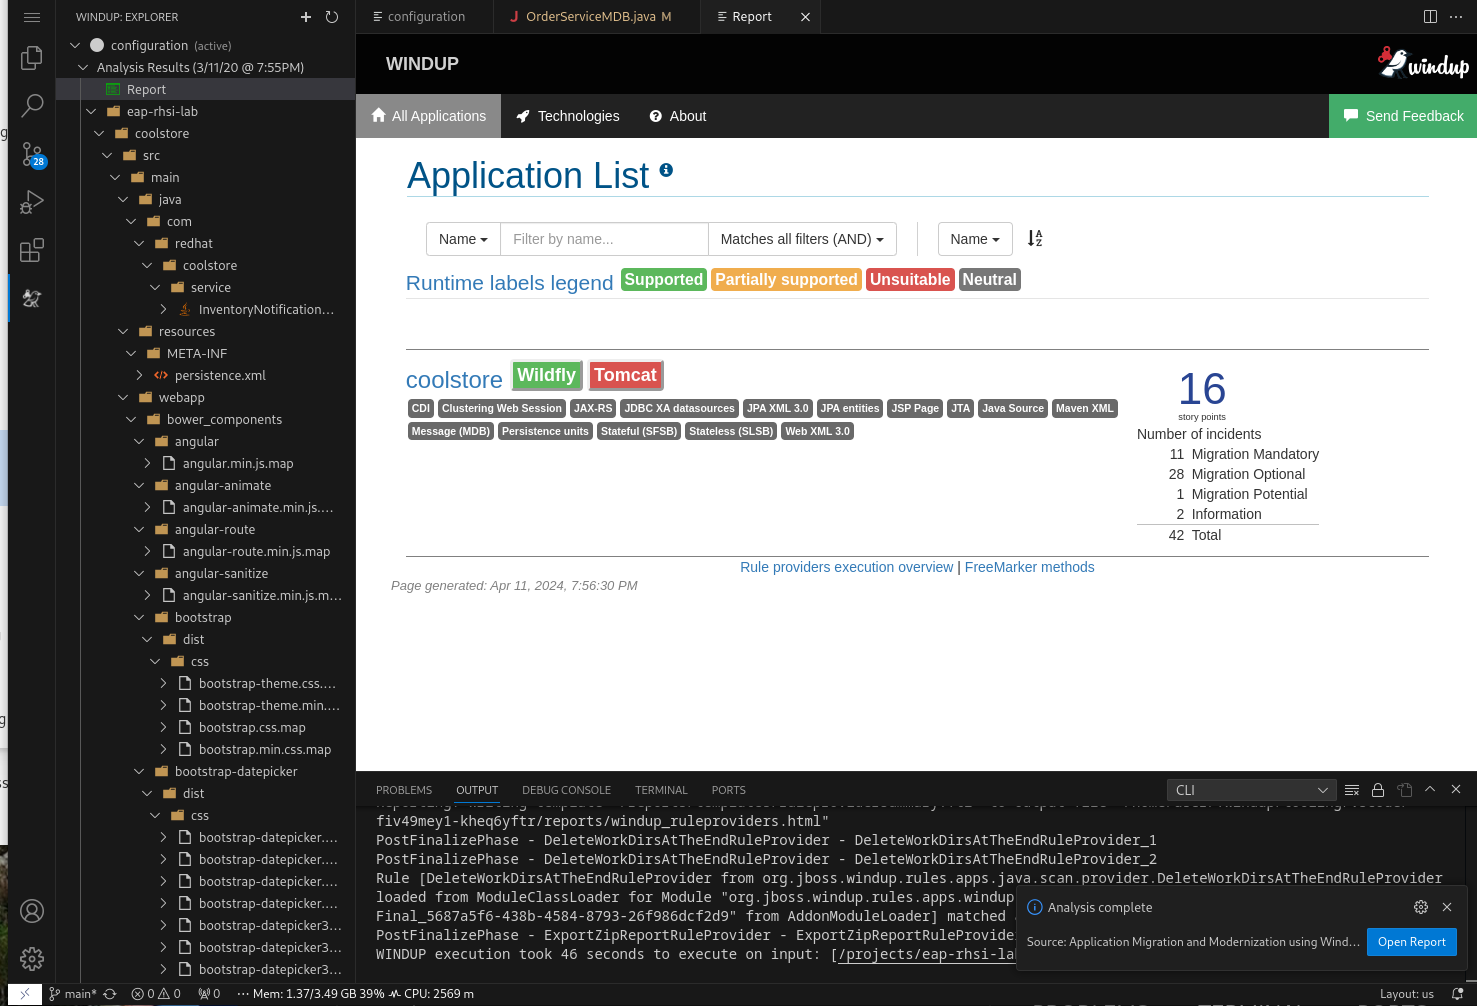 WINDUP: EXPLORER
configuration (active)
Analysis Results (3/11/20 @ 7:55PM)
Report
eap-rhsi-lab
coolstore
src
main
java
com
redhat
coolstore
service
InventoryNotification...
resources
META-INF
persistence.xml
webapp
bower_components
angular
angular.min.js.map
angular-animate
angular-animate.min.js....
angular-route
angular-route.min.js.map
angular-sanitize
angular-sanitize.min.js.m...
bootstrap
dist
css
bootstrap-theme.css....
bootstrap-theme.min....
bootstrap.css.map
bootstrap.min.css.map
bootstrap-datepicker
dist
css
bootstrap-datepicker....
bootstrap-datepicker....
bootstrap-datepicker....
bootstrap-datepicker....
bootstrap-datepicker3...
bootstrap-datepicker3...
bootstrap-datepicker3...
28
configuration
OrderServiceMDB.java M
Report
WINDUP
windup
All Applications
Technologies
About
Send Feedback
Application List
Name
Filter by name...
Matches all filters (AND)
Name
Runtime labels legend Supported Partially supported Unsuitable Neutral
coolstore Wildfly Tomcat
CDI Clustering Web Session JAX-RS JDBC XA datasources JPA XML 3.0 JPA entities JSP Page JTA Java Source Maven XML
Message (MDB) Persistence units Stateful (SFSB) Stateless (SLSB) Web XML 3.0
16
story points
Number of incidents
11 Migration Mandatory
28 Migration Optional
1 Migration Potential
2 Information
42 Total
Rule providers execution overview | FreeMarker methods
Page generated: Apr 11, 2024, 7:56:30 PM
PROBLEMS OUTPUT DEBUG CONSOLE TERMINAL PORTS
CLI
fiv49mey1-kheq6yftr/reports/windup_ruleproviders.html"
PostFinalizePhase - DeleteWorkDirsAtTheEndRuleProvider - DeleteWorkDirsAtTheEndRuleProvider_1
PostFinalizePhase - DeleteWorkDirsAtTheEndRuleProvider - DeleteWorkDirsAtTheEndRuleProvider_2
Rule [DeleteWorkDirsAtTheEndRuleProvider from org.jboss.windup.rules.apps.java.scan.provider.DeleteWorkDirsAtTheEndRuleProvider
loaded from ModuleClassLoader for Module "org.jboss.windup.rules.apps.windup
Final_5687a5f6-438b-4584-8793-26f986dcf2d9" from AddonModuleLoader] matched
PostFinalizePhase - ExportZipReportRuleProvider - ExportZipReportRuleProvide
WINDUP execution took 46 seconds to execute on input: [/projects/eap-rhsi-la
Analysis complete
Source: Application Migration and Modernization using Wind...
Open Report
main*
0 0
0
Mem: 1.37/3.49 GB 39%
CPU: 2569 m
Layout: us